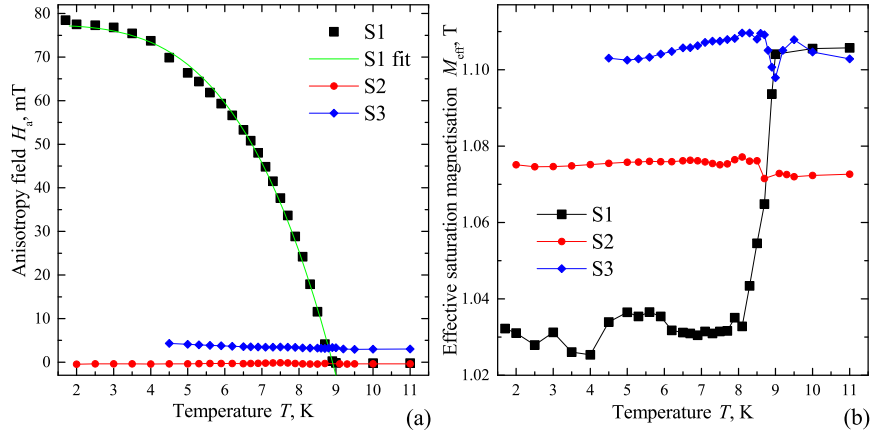 80
70
60
50
40
30
20
10
0
Anisotropy field Hₐ, mT
S1
S1 fit
S2
S3
2 3 4 5 6 7 8 9 10 11
Temperature T, K
(a)
1.10
1.08
1.06
1.04
1.02
Effective saturation magnetisation M_eff, T
S1
S2
S3
2 3 4 5 6 7 8 9 10 11
Temperature T, K
(b)